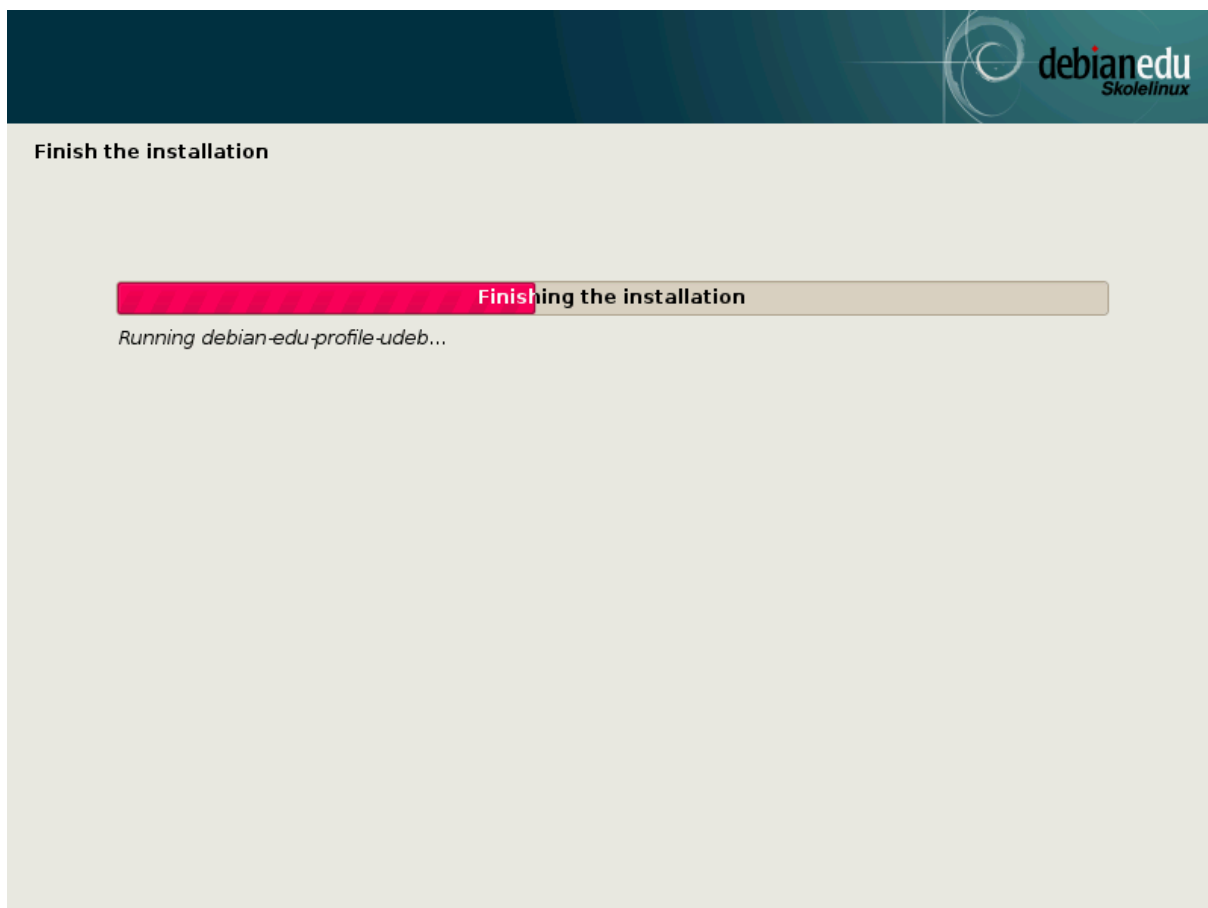 debianedu
Skolelinux
Finish the installation
Finishing the installation
Running debian-edu-profile-udeb...